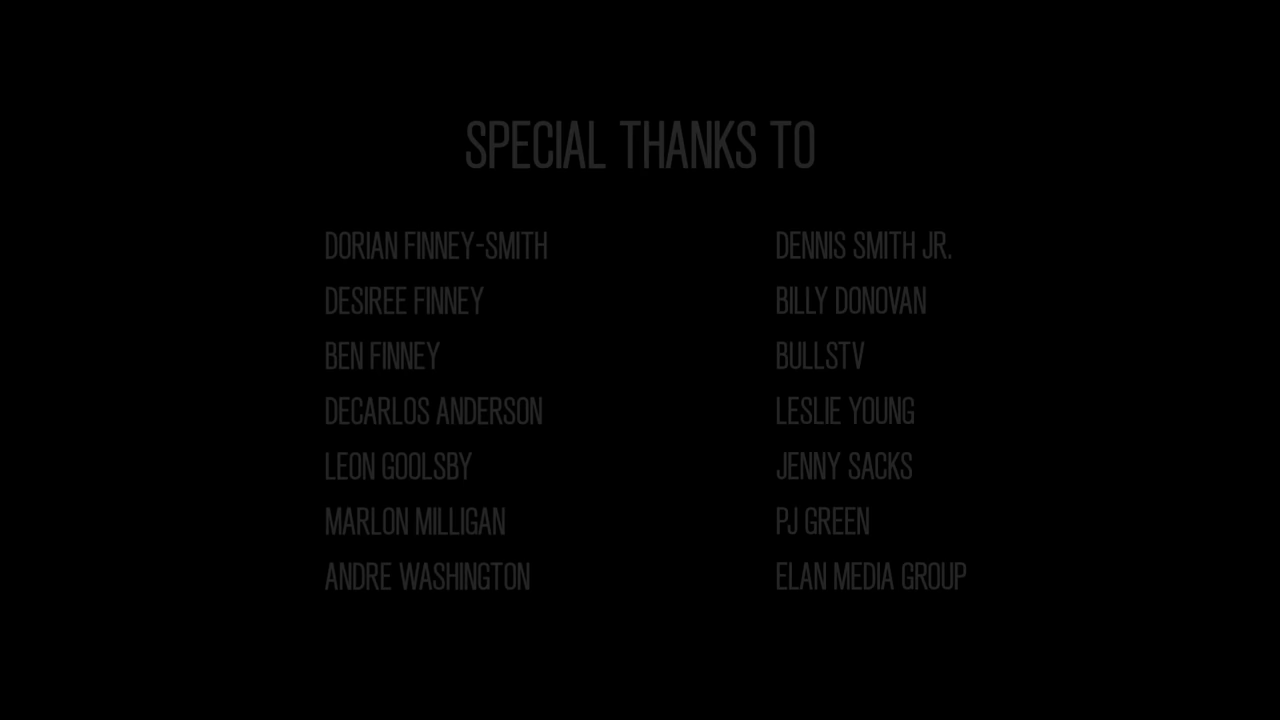 SPECIAL THANKS TO
DORIAN FINNEY-SMITH
DESIREE FINNEY
BEN FINNEY
DECARLOS ANDERSON
LEON GOOLSBY
MARLON MILLIGAN
ANDRE WASHINGTON
DENNIS SMITH JR.
BILLY DONOVAN
BULLSTV
LESLIE YOUNG
JENNY SACKS
PJ GREEN
ELAN MEDIA GROUP